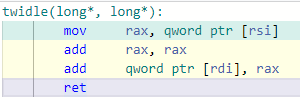 twidle(long*, long*):
mov rax, qword ptr [rsi]
add rax, rax
add qword ptr [rdi], rax
ret